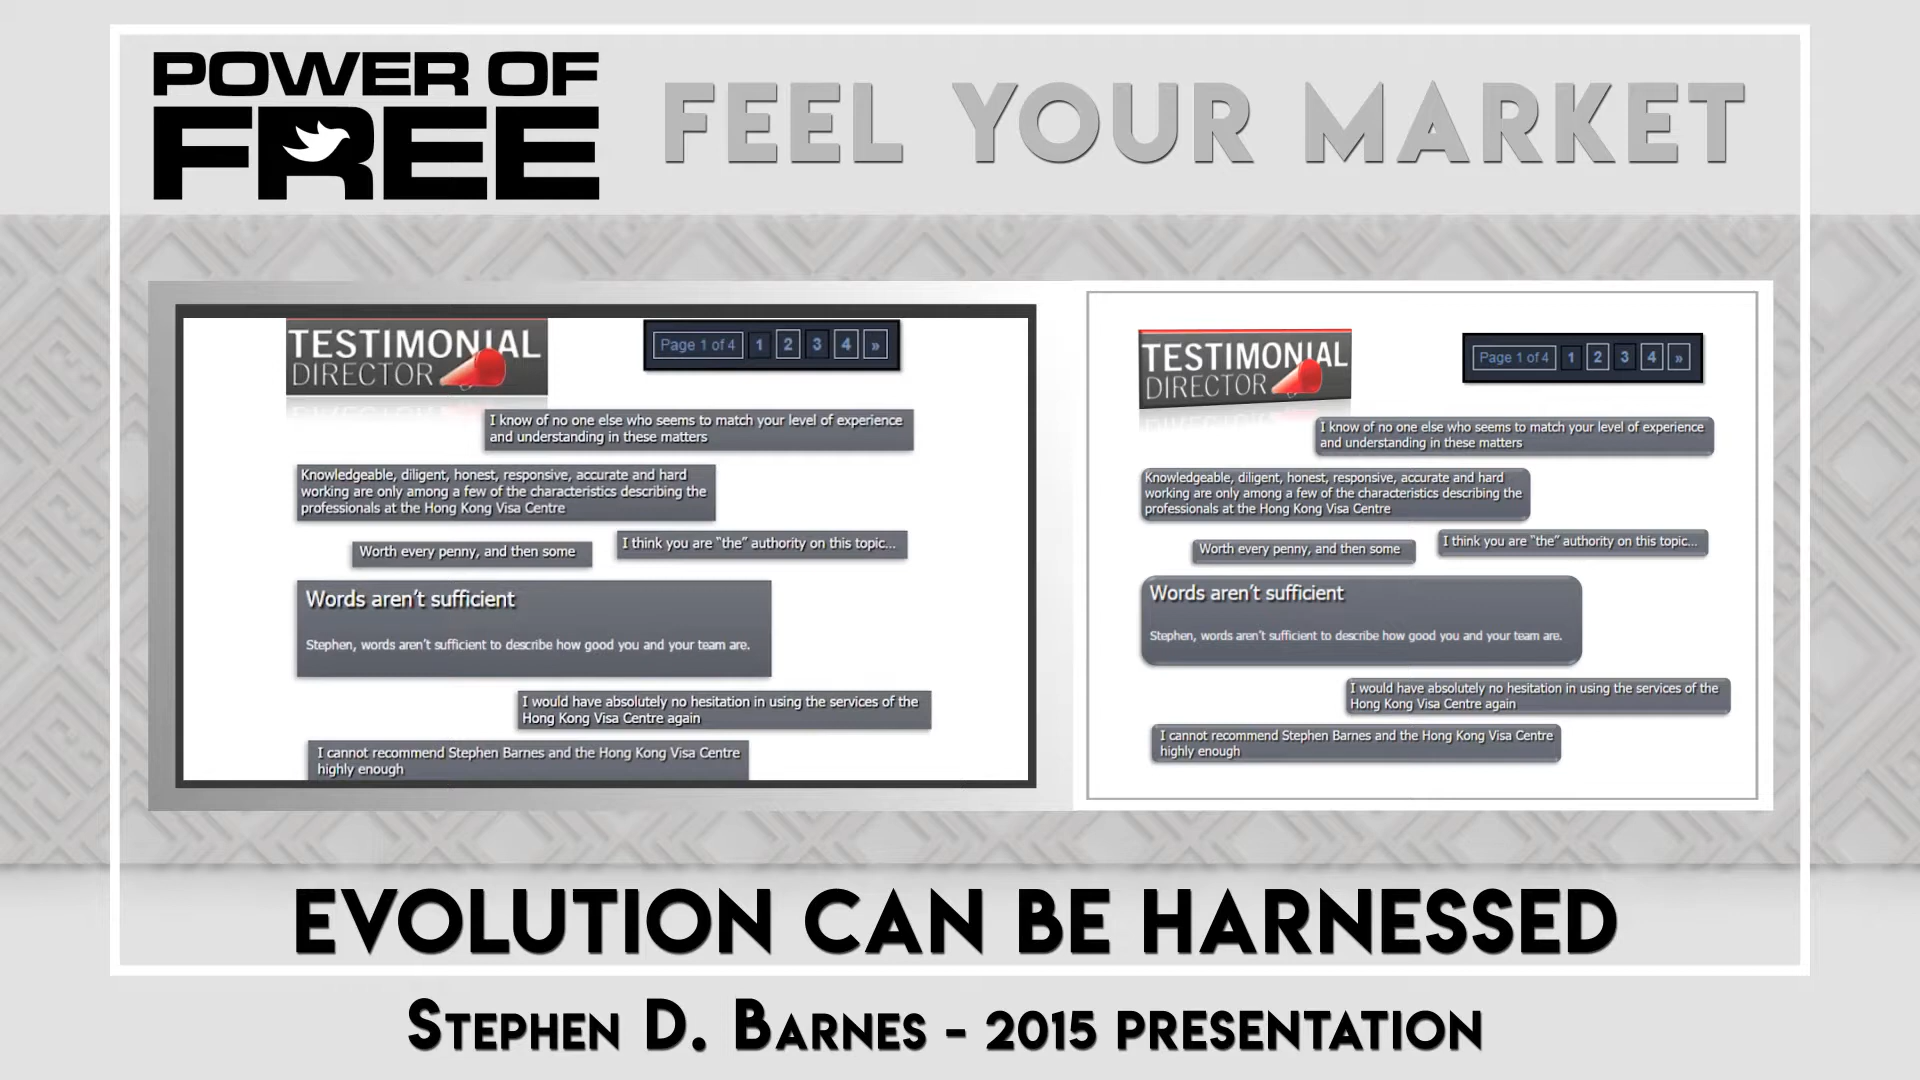 POWER OF
FREE
FEEL YOUR MARKET
TESTIMONIAL
DIRECTOR
Page 1 of 4 1 2 3 4 »
I know of no one else who seems to match your level of experience
and understanding in these matters
Knowledgeable, diligent, honest, responsive, accurate and hard
working are only among a few of the characteristics describing the
professionals at the Hong Kong Visa Centre
Worth every penny, and then some
I think you are “the” authority on this topic...
Words aren’t sufficient
Stephen, words aren’t sufficient to describe how good you and your team are.
I would have absolutely no hesitation in using the services of the
Hong Kong Visa Centre again
I cannot recommend Stephen Barnes and the Hong Kong Visa Centre
highly enough
TESTIMONIAL
DIRECTOR
Page 1 of 4 1 2 3 4 »
I know of no one else who seems to match your level of experience
and understanding in these matters
Knowledgeable, diligent, honest, responsive, accurate and hard
working are only among a few of the characteristics describing the
professionals at the Hong Kong Visa Centre
Worth every penny, and then some
I think you are “the” authority on this topic...
Words aren’t sufficient
Stephen, words aren’t sufficient to describe how good you and your team are.
I would have absolutely no hesitation in using the services of the
Hong Kong Visa Centre again
I cannot recommend Stephen Barnes and the Hong Kong Visa Centre
highly enough
EVOLUTION CAN BE HARNESSED
STEPHEN D. BARNES - 2015 PRESENTATION